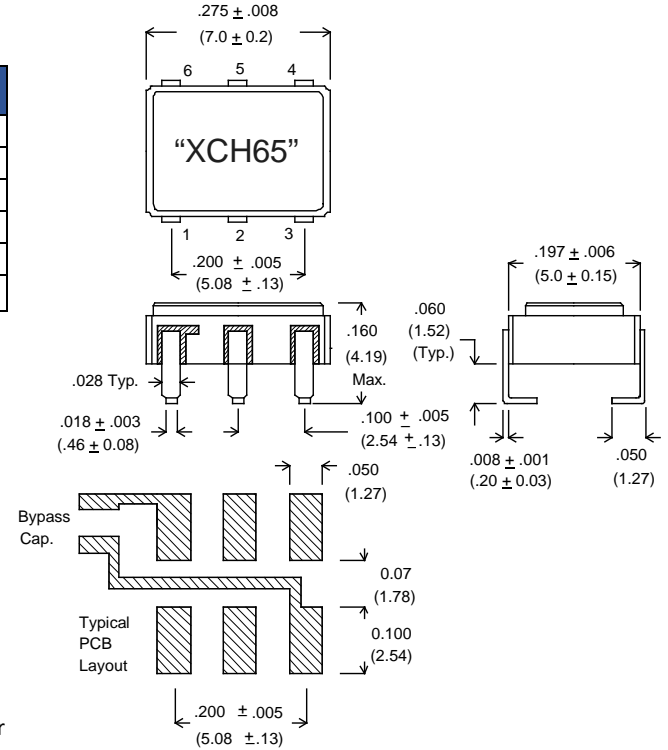 .275 ± .008
(7.0 ± 0.2)
6 5 4
“XCH65”
1 2 3
.200 ± .005
(5.08 ± .13)
.197 ± .006
(5.0 ± 0.15)
.160
(4.19)
Max.
.060
(1.52)
(Typ.)
.028 Typ.
.018 ± .003
(.46 ± 0.08)
.100 ± .005
(2.54 ± .13)
.008 ± .001
(.20 ± 0.03)
.050
(1.27)
.050
(1.27)
Bypass
Cap.
0.07
(1.78)
Typical
PCB
Layout
0.100
(2.54)
.200 ± .005
(5.08 ± .13)
r